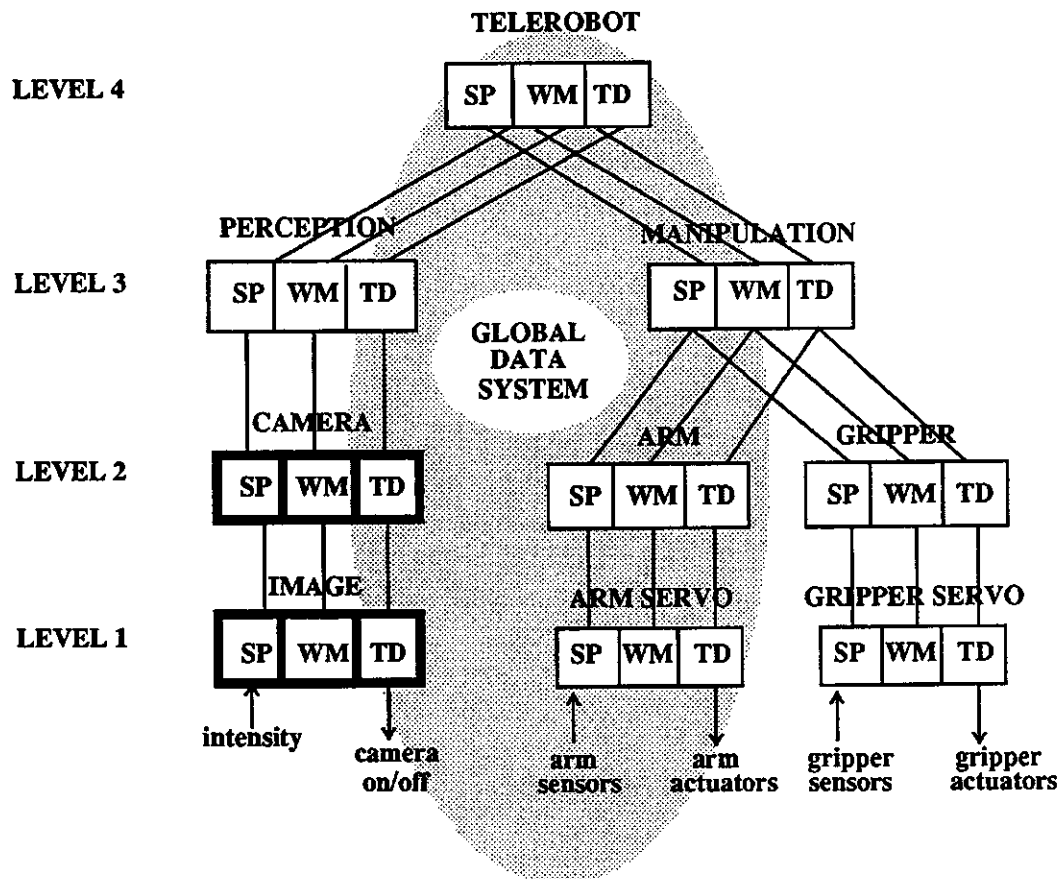 TELEROBOT
LEVEL 4
SP WM TD
PERCEPTION
MANIPULATION
LEVEL 3
SP WM TD
SP WM TD
GLOBAL
DATA
SYSTEM
CAMERA
ARM
GRIPPER
LEVEL 2
SP WM TD
SP WM TD
SP WM TD
IMAGE
ARM SERVO
GRIPPER SERVO
LEVEL 1
SP WM TD
SP WM TD
SP WM TD
intensity
camera
on/off
arm
sensors
arm
actuators
gripper
sensors
gripper
actuators